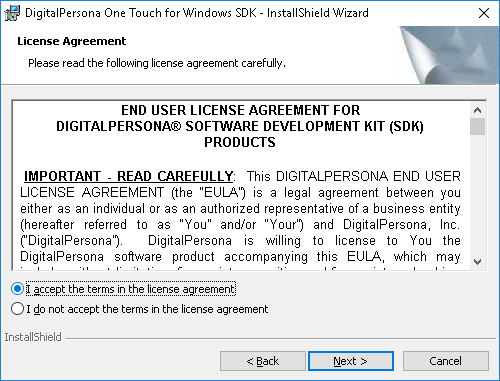 DigitalPersona One Touch for Windows SDK - InstallShield Wizard
License Agreement
Please read the following license agreement carefully.
END USER LICENSE AGREEMENT FOR
DIGITALPERSONA® SOFTWARE DEVELOPMENT KIT (SDK)
PRODUCTS
IMPORTANT - READ CAREFULLY: This DIGITALPERSONA END USER
LICENSE AGREEMENT (the "EULA") is a legal agreement between you
either as an individual or as an authorized representative of a business entity
(hereafter referred to as "You" and/or "Your") and DigitalPersona, Inc.
("DigitalPersona"). DigitalPersona is willing to license to You the
DigitalPersona software product accompanying this EULA, which may
I accept the terms in the license agreement
I do not accept the terms in the license agreement
InstallShield
< Back
Next >
Cancel